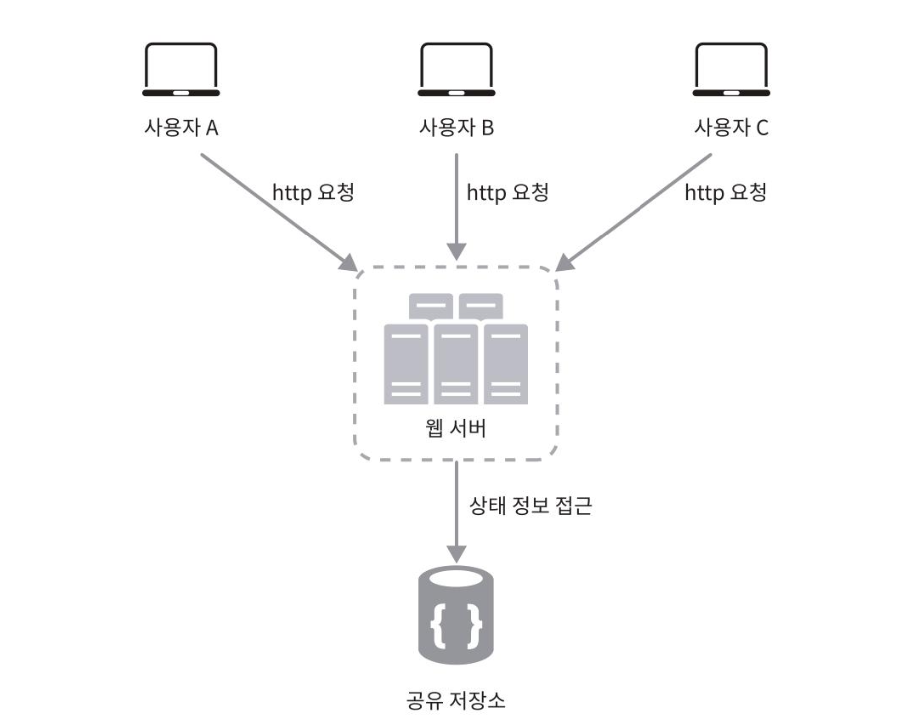 사용자 A
사용자 B
사용자 C
http 요청
http 요청
http 요청
웹 서버
상태 정보 접근
{ }
공유 저장소